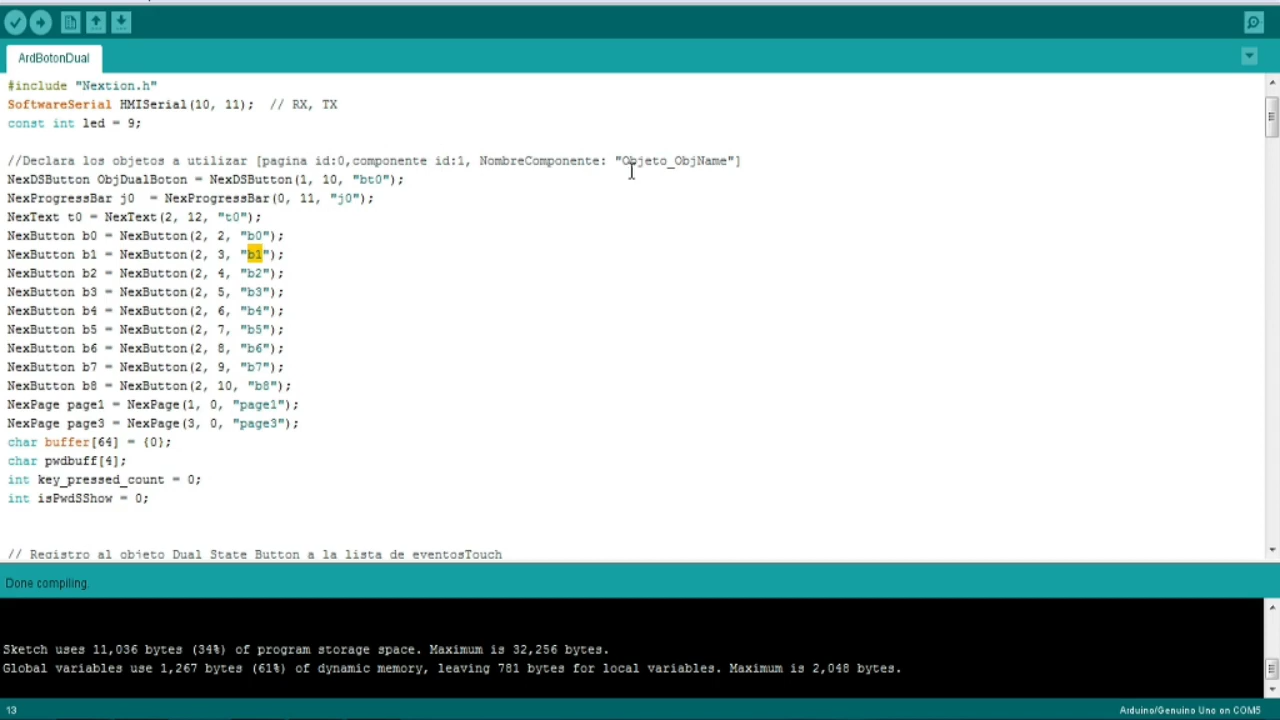 ArdBotonDual
#include "Nextion.h"
SoftwareSerial HMISerial(10, 11);  // RX, TX
const int led = 9;
//Declara los objetos a utilizar [pagina id:0,componente id:1, NombreComponente: "Objeto_ObjName"]
NexDSButton ObjDualBoton = NexDSButton(1, 10, "bt0");
NexProgressBar j0  = NexProgressBar(0, 11, "j0");
NexText t0 = NexText(2, 12, "t0");
NexButton b0 = NexButton(2, 2, "b0");
NexButton b1 = NexButton(2, 3, "b1");
NexButton b2 = NexButton(2, 4, "b2");
NexButton b3 = NexButton(2, 5, "b3");
NexButton b4 = NexButton(2, 6, "b4");
NexButton b5 = NexButton(2, 7, "b5");
NexButton b6 = NexButton(2, 8, "b6");
NexButton b7 = NexButton(2, 9, "b7");
NexButton b8 = NexButton(2, 10, "b8");
NexPage page1 = NexPage(1, 0, "page1");
NexPage page3 = NexPage(3, 0, "page3");
char buffer[64] = {0};
char pwdbuff[4];
int key_pressed_count = 0;
int isPwdSShow = 0;
// Registro al objeto Dual State Button a la lista de eventosTouch
Done compiling.
Sketch uses 11,036 bytes (34%) of program storage space. Maximum is 32,256 bytes.
Global variables use 1,267 bytes (61%) of dynamic memory, leaving 781 bytes for local variables. Maximum is 2,048 bytes.
13
Arduino/Genuino Uno on COM5